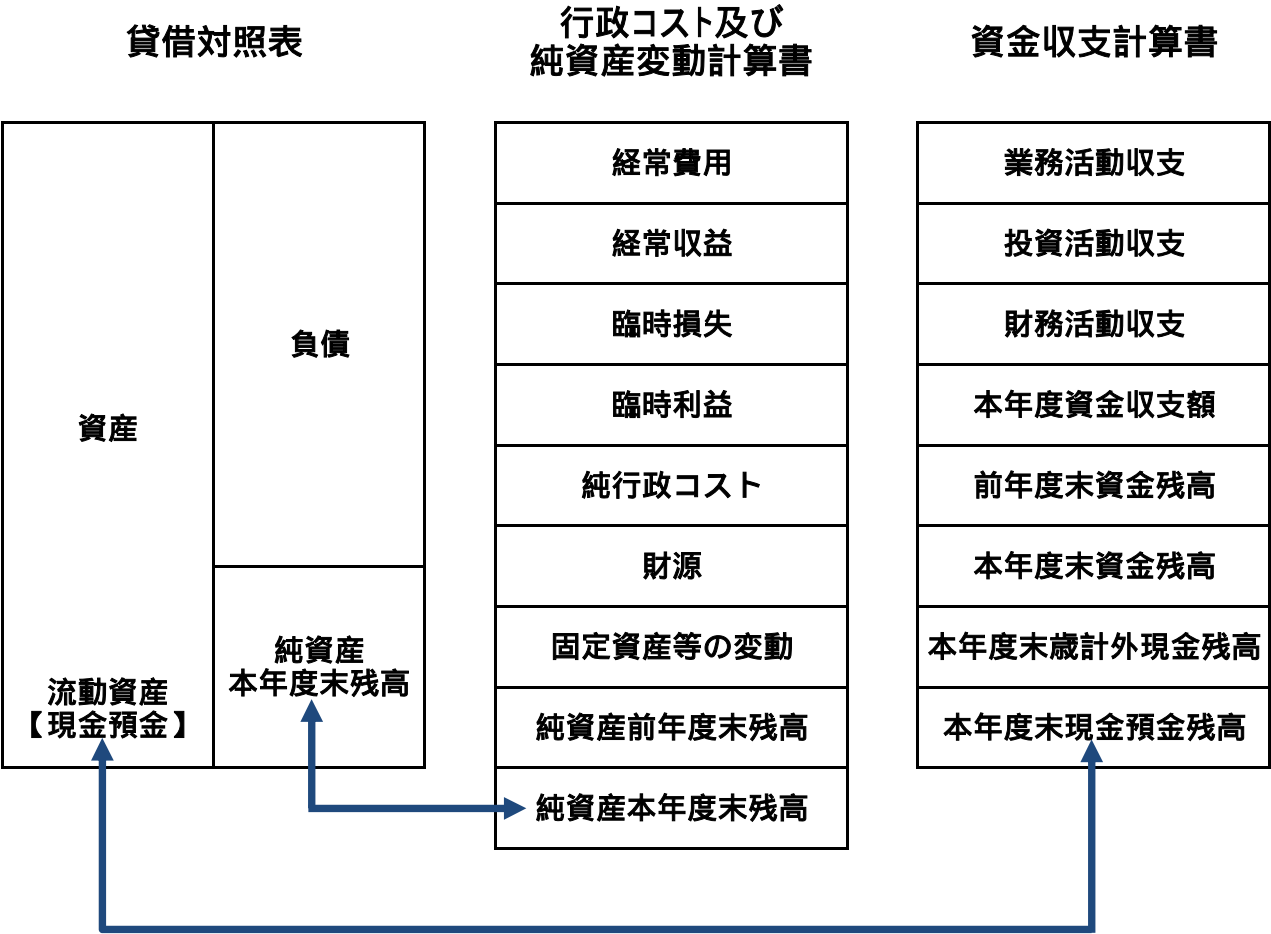 貸借対照表
資産
流動資産
【現金預金】
負債
純資産
本年度末残高
行政コスト及び
純資産変動計算書
経常費用
経常収益
臨時損失
臨時利益
純行政コスト
財源
固定資産等の変動
純資産前年度末残高
純資産本年度末残高
資金収支計算書
業務活動収支
投資活動収支
財務活動収支
本年度資金収支額
前年度末資金残高
本年度末資金残高
本年度末歳計外現金残高
本年度末現金預金残高